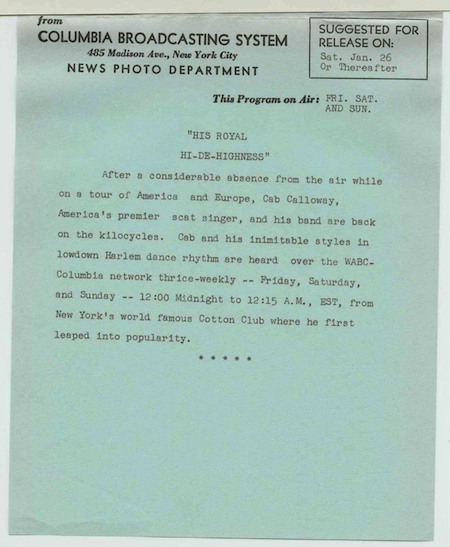 from
COLUMBIA BROADCASTING SYSTEM
485 Madison Ave., New York City
NEWS PHOTO DEPARTMENT
SUGGESTED FOR
RELEASE ON:
Sat. Jan. 26
Or Thereafter
This Program on Air: FRI. SAT.
AND SUN.
"HIS ROYAL
HI-DE-HIGHNESS"
After a considerable absence from the air while
on a tour of America and Europe, Cab Calloway,
America's premier scat singer, and his band are back
on the kilocycles. Cab and his inimitable styles in
lowdown Harlem dance rhythm are heard over the WABC-
Columbia network thrice-weekly -- Friday, Saturday,
and Sunday -- 12:00 Midnight to 12:15 A.M., EST, from
New York's world famous Cotton Club where he first
leaped into popularity.
* * * * *